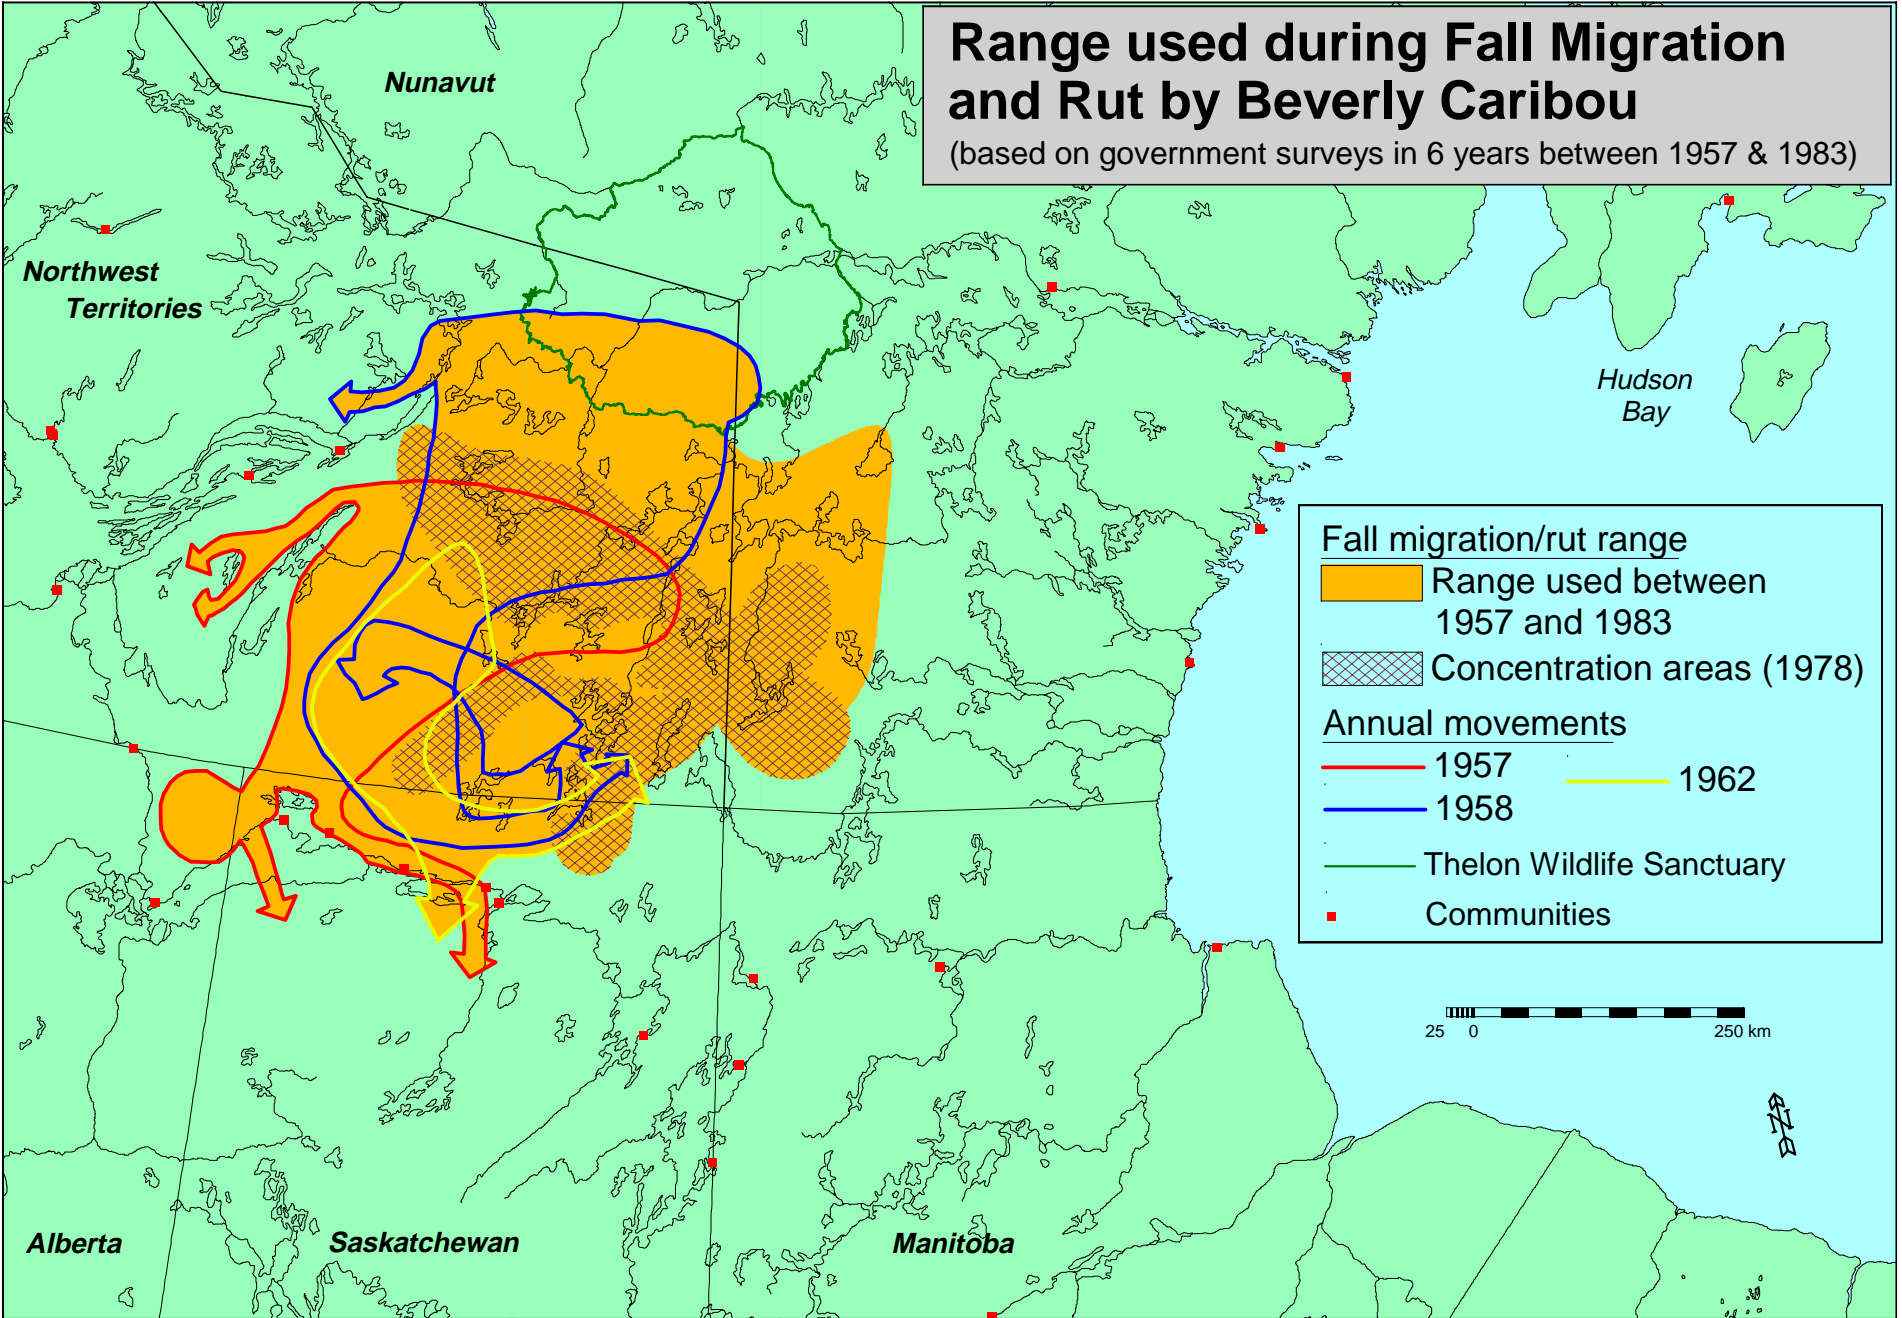 Range used during Fall Migration
and Rut by Beverly Caribou
(based on government surveys in 6 years between 1957 & 1983)
Nunavut
Northwest
Territories
Hudson
Bay
Fall migration/rut range
Range used between
1957 and 1983
Concentration areas (1978)
Annual movements
1957
1962
1958
Thelon Wildlife Sanctuary
Communities
25 0 250 km
N
Alberta
Saskatchewan
Manitoba